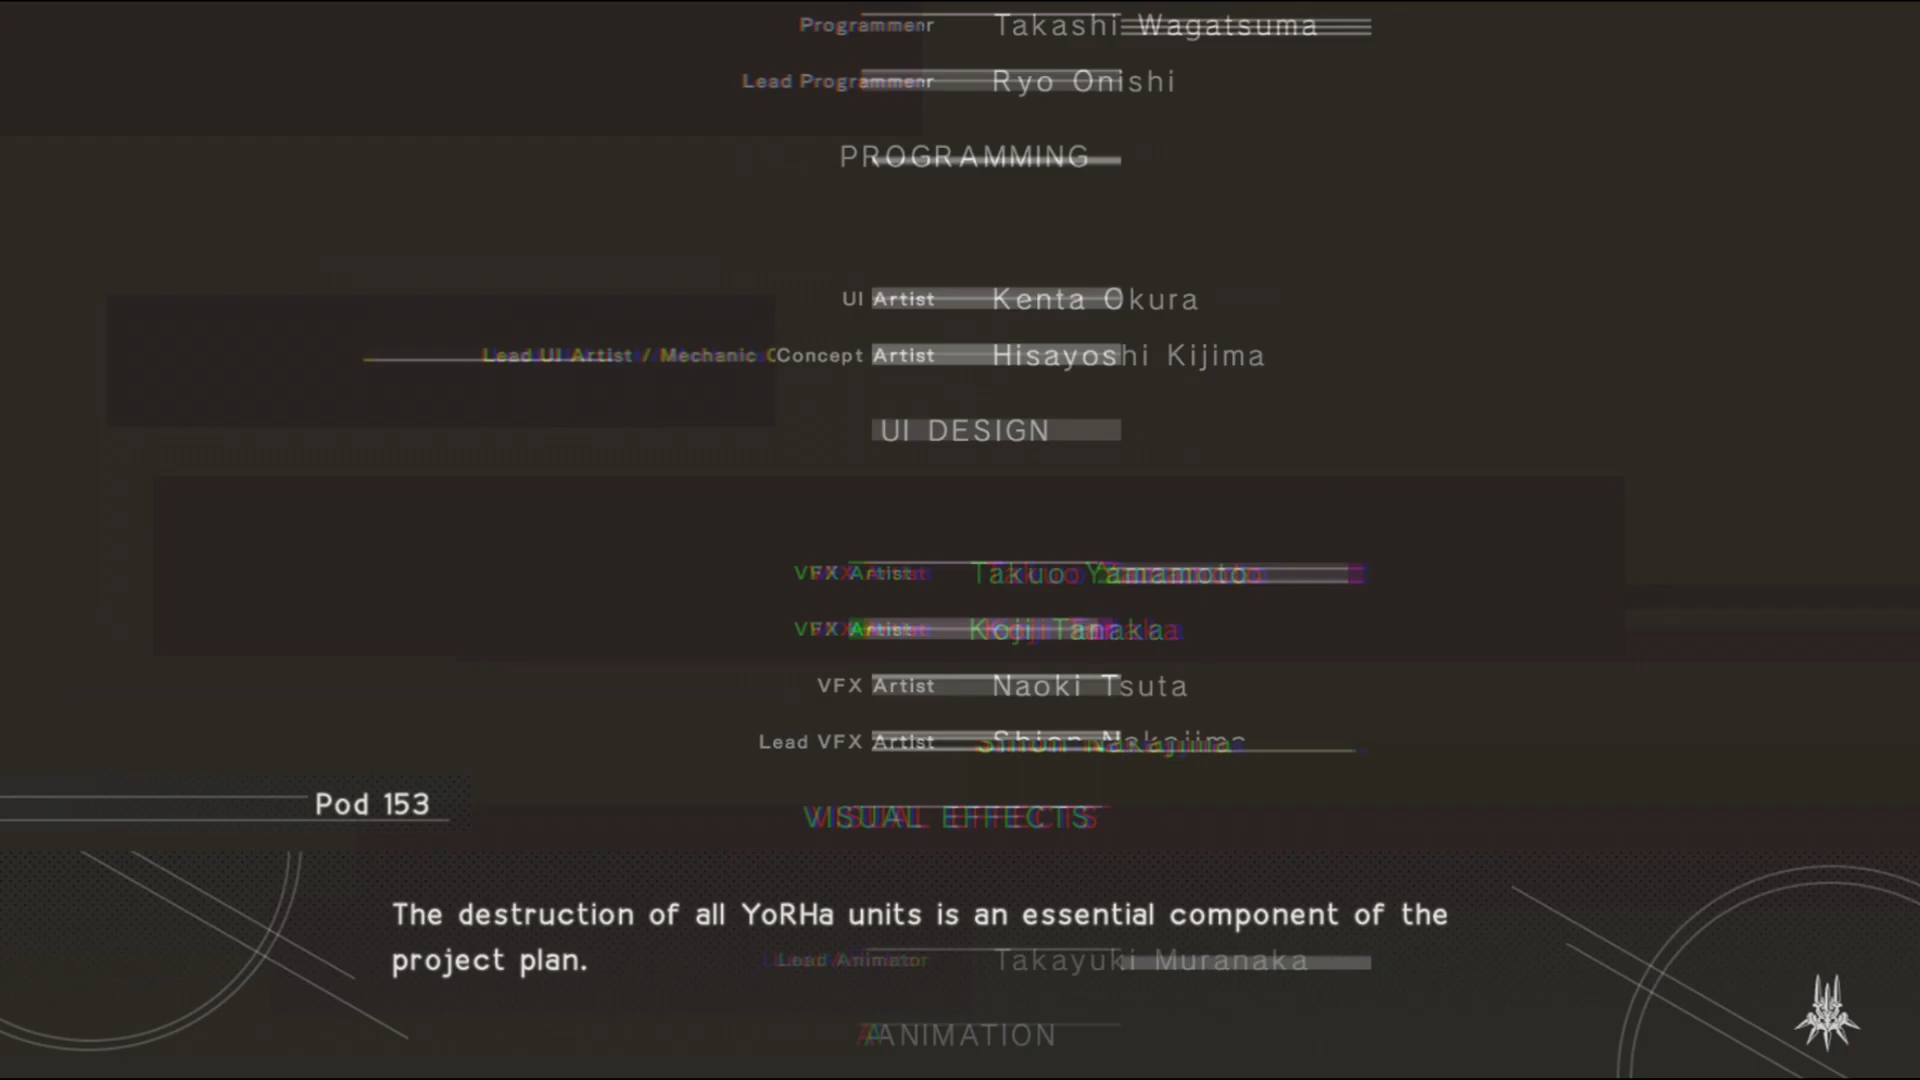 Programmer Takashi Wagatsuma
Lead Programmer Ryo Onishi
PROGRAMMING
UI Artist Kenta Okura
Lead UI Artist / Mechanic Concept Artist Hisayoshi Kijima
UI DESIGN
VFX Artist Takuo Yamamoto
VFX Artist Koji Tanaka
VFX Artist Naoki Tsuta
Lead VFX Artist Shion Nakajima
Pod 153
VISUAL EFFECTS
The destruction of all YoRHa units is an essential component of the
project plan.
Lead Animator Takayuki Muranaka
ANIMATION